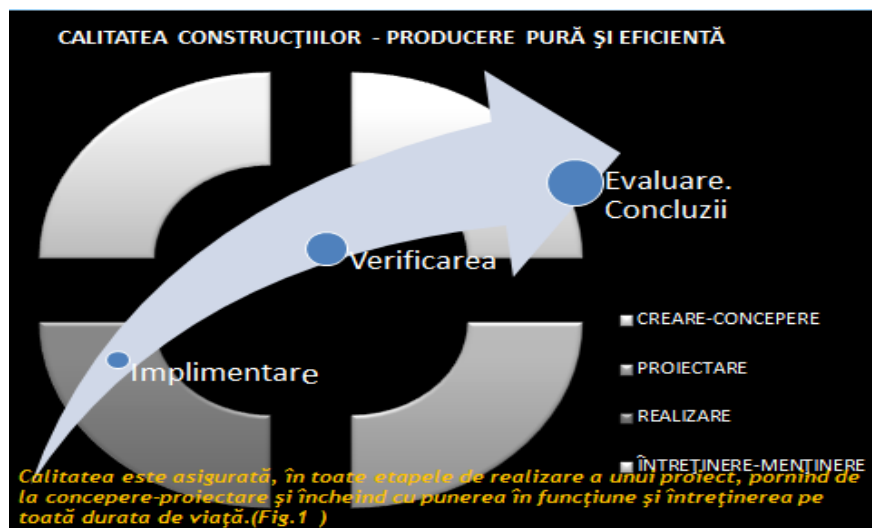 CALITATEA CONSTRUCŢIILOR - PRODUCERE PURĂ ŞI EFICIENTĂ
Evaluare.
Concluzii
Verificarea
Implimentare
CREARE-CONCEPERE
PROIECTARE
REALIZARE
ÎNTREŢINERE-MENŢINERE
Calitatea este asigurată, în toate etapele de realizare a unui proiect, pornind de
la concepere-proiectare şi încheind cu punerea în funcţiune şi întreţinerea pe
toată durata de viaţă.(Fig.1 )